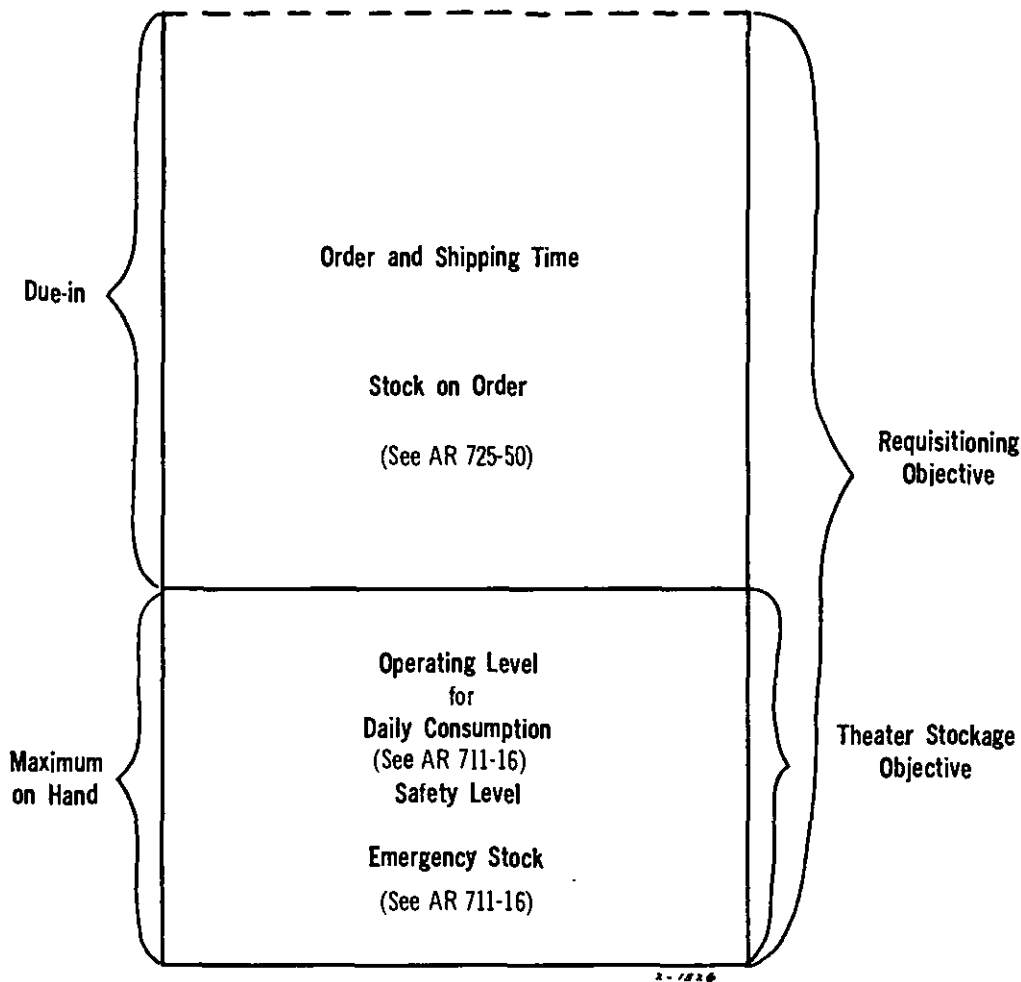 Order and Shipping Time
Due-in
Stock on Order
(See AR 725-50)
Requisitioning
Objective
Operating Level
for
Daily Consumption
(See AR 711-16)
Safety Level
Maximum
on Hand
Theater Stockage
Objective
Emergency Stock
(See AR 711-16)
2-1826